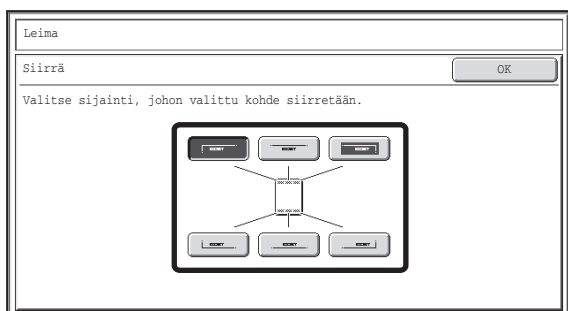 Leima
Siirrä
OK
Valitse sijainti, johon valittu kohde siirretään.